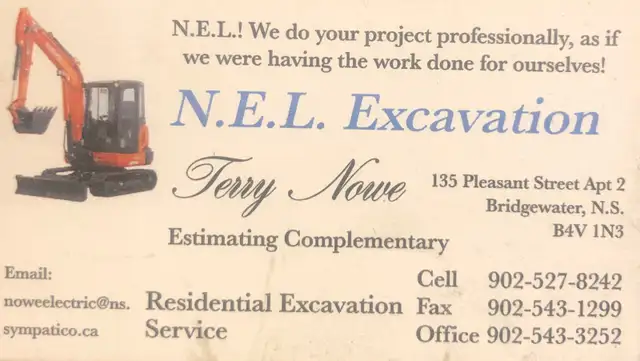 N.E.L.! We do your project professionally, as if
we were having the work done for ourselves!
N.E.L. Excavation
Terry Nowe
135 Pleasant Street Apt 2
Bridgewater, N.S.
B4V 1N3
Estimating Complementary
Email:
noweelectric@ns.
sympatico.ca
Residential Excavation
Service
Cell 902-527-8242
Fax 902-543-1299
Office 902-543-3252